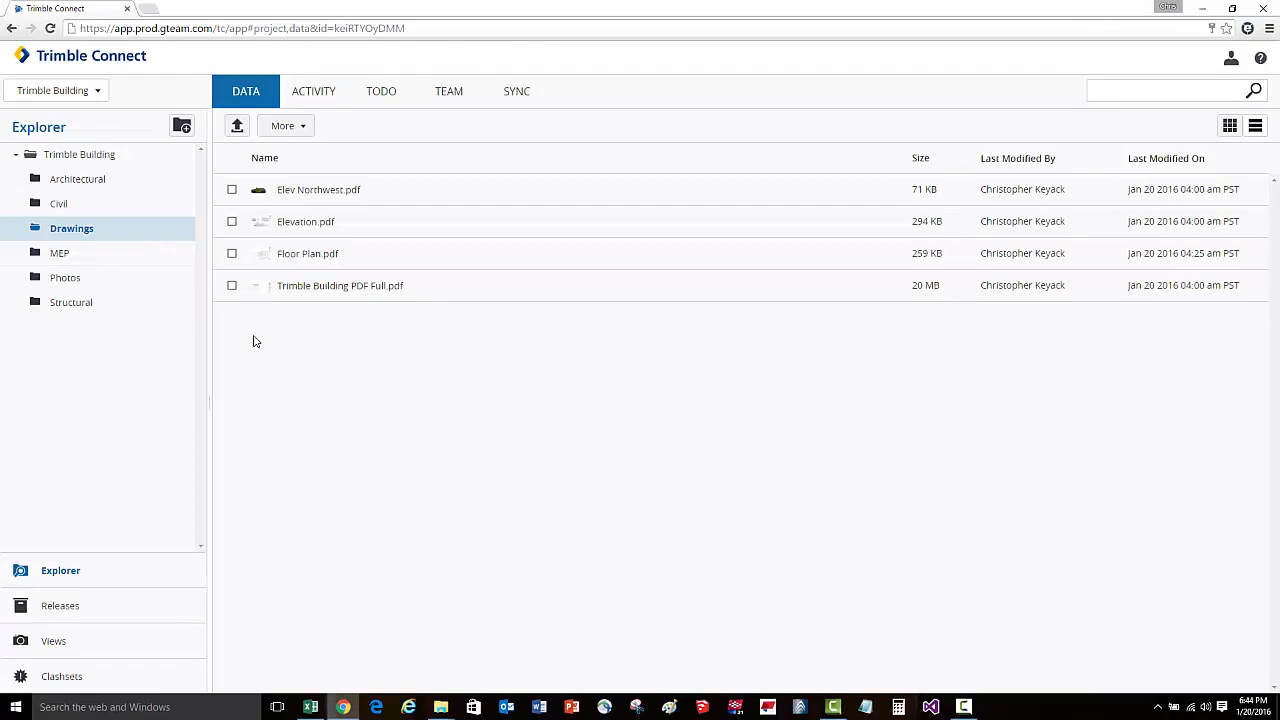 Trimble Connect
Chris
https://app.prod.gteam.com/tc/app#project,data&id=keiRTYOyDMM
Trimble Connect
Trimble Building
DATA
ACTIVITY
TODO
TEAM
SYNC
Explorer
More
Trimble Building
Architectural
Civil
Drawings
MEP
Photos
Structural
Name Size Last Modified By Last Modified On
Elev Northwest.pdf 71 KB Christopher Keyack Jan 20 2016 04:00 am PST
Elevation.pdf 294 KB Christopher Keyack Jan 20 2016 04:00 am PST
Floor Plan.pdf 259 KB Christopher Keyack Jan 20 2016 04:25 am PST
Trimble Building PDF Full.pdf 20 MB Christopher Keyack Jan 20 2016 04:00 am PST
Explorer
Releases
Views
Clashsets
Search the web and Windows
6:44 PM
1/20/2016